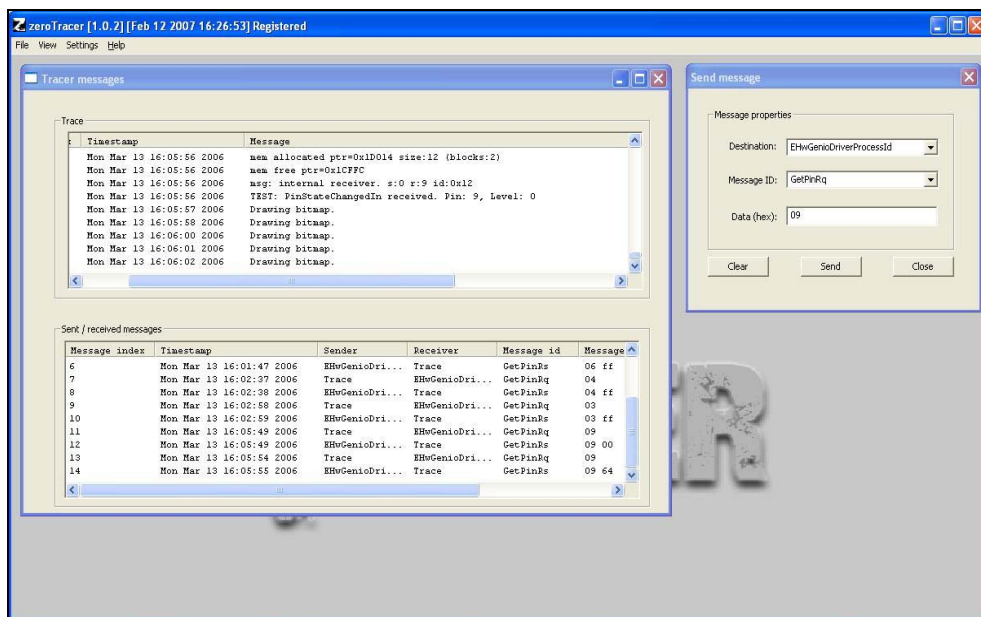 zeroTracer [1.0.2] [Feb 12 2007 16:26:53] Registered
File View Settings Help
Tracer messages
Trace
: Timestamp Message
Mon Mar 13 16:05:56 2006 mem allocated ptr=0x1D014 size:12 (blocks:2)
Mon Mar 13 16:05:56 2006 mem free ptr=0x1CFFC
Mon Mar 13 16:05:56 2006 msg: internal receiver. s:0 r:9 id:0x12
Mon Mar 13 16:05:56 2006 TEST: PinStateChangedIn received. Pin: 9, Level: 0
Mon Mar 13 16:05:57 2006 Drawing bitmap.
Mon Mar 13 16:05:58 2006 Drawing bitmap.
Mon Mar 13 16:06:00 2006 Drawing bitmap.
Mon Mar 13 16:06:01 2006 Drawing bitmap.
Mon Mar 13 16:06:02 2006 Drawing bitmap.
Sent / received messages
Message index Timestamp Sender Receiver Message id Message
6 Mon Mar 13 16:01:47 2006 EHwGenioDri... Trace GetPinRs 06 ff
7 Mon Mar 13 16:02:37 2006 Trace EHwGenioDri... GetPinRq 04
8 Mon Mar 13 16:02:38 2006 EHwGenioDri... Trace GetPinRs 04 ff
9 Mon Mar 13 16:02:58 2006 Trace EHwGenioDri... GetPinRq 03
10 Mon Mar 13 16:02:59 2006 EHwGenioDri... Trace GetPinRs 03 ff
11 Mon Mar 13 16:05:49 2006 Trace EHwGenioDri... GetPinRq 09
12 Mon Mar 13 16:05:49 2006 EHwGenioDri... Trace GetPinRs 09 00
13 Mon Mar 13 16:05:54 2006 Trace EHwGenioDri... GetPinRq 09
14 Mon Mar 13 16:05:55 2006 EHwGenioDri... Trace GetPinRs 09 64
Send message
Message properties
Destination: EHwGenioDriverProcessId
Message ID: GetPinRq
Data (hex): 09
Clear Send Close